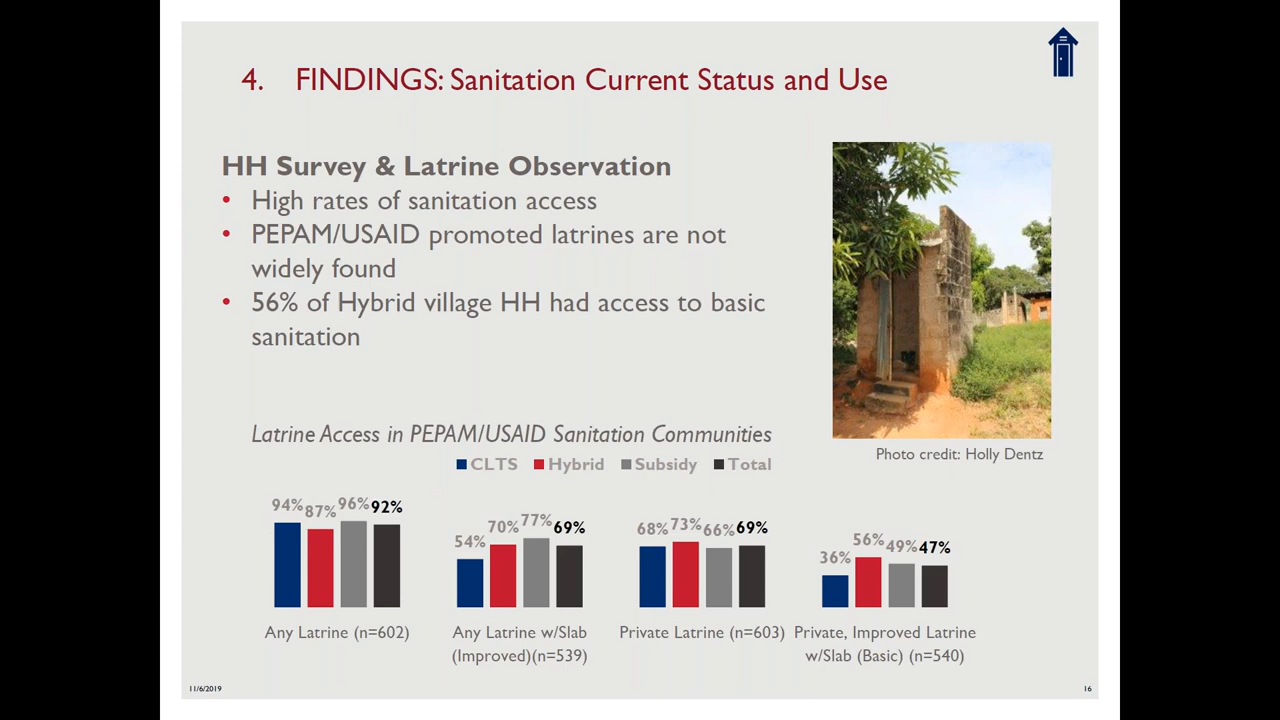 4. FINDINGS: Sanitation Current Status and Use
HH Survey & Latrine Observation
• High rates of sanitation access
• PEPAM/USAID promoted latrines are not
widely found
• 56% of Hybrid village HH had access to basic
sanitation
Photo credit: Holly Dentz
Latrine Access in PEPAM/USAID Sanitation Communities
CLTS Hybrid Subsidy Total
94% 87% 96% 92%
54% 70% 77% 69%
68% 73% 66% 69%
36% 56% 49% 47%
Any Latrine (n=602)
Any Latrine w/Slab
(Improved)(n=539)
Private Latrine (n=603)
Private, Improved Latrine
w/Slab (Basic) (n=540)
11/6/2019
16